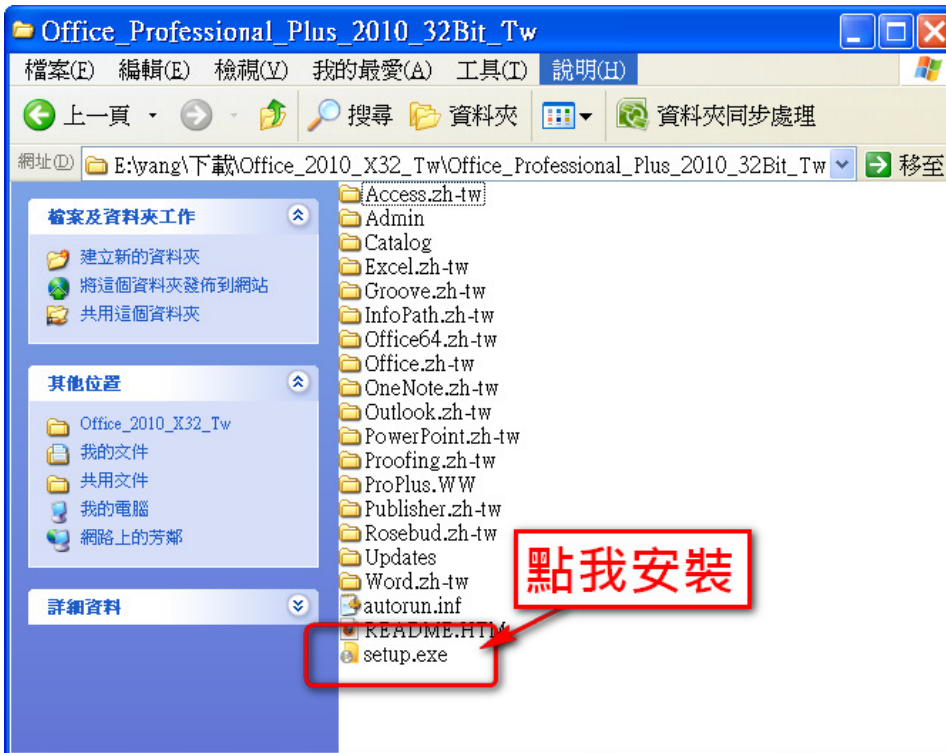 Office_Professional_Plus_2010_32Bit_Tw
檔案(F) 編輯(E) 檢視(V) 我的最愛(A) 工具(T) 說明(H)
上一頁 搜尋 資料夾 資料夾同步處理
網址(D) E:\yang\下載\Office_2010_X32_Tw\Office_Professional_Plus_2010_32Bit_Tw 移至
檔案及資料夾工作
建立新的資料夾
將這個資料夾發佈到網站
共用這個資料夾
其他位置
Office_2010_X32_Tw
我的文件
共用文件
我的電腦
網路上的芳鄰
詳細資料
Access.zh-tw
Admin
Catalog
Excel.zh-tw
Groove.zh-tw
InfoPath.zh-tw
Office64.zh-tw
Office.zh-tw
OneNote.zh-tw
Outlook.zh-tw
PowerPoint.zh-tw
Proofing.zh-tw
ProPlus.WW
Publisher.zh-tw
Rosebud.zh-tw
Updates
Word.zh-tw
autorun.inf
README.HTM
setup.exe
點我安裝